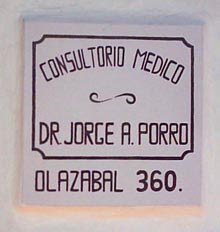 CONSULTORIO MEDICO
DR. JORGE A. PORRO
OLAZABAL 360.